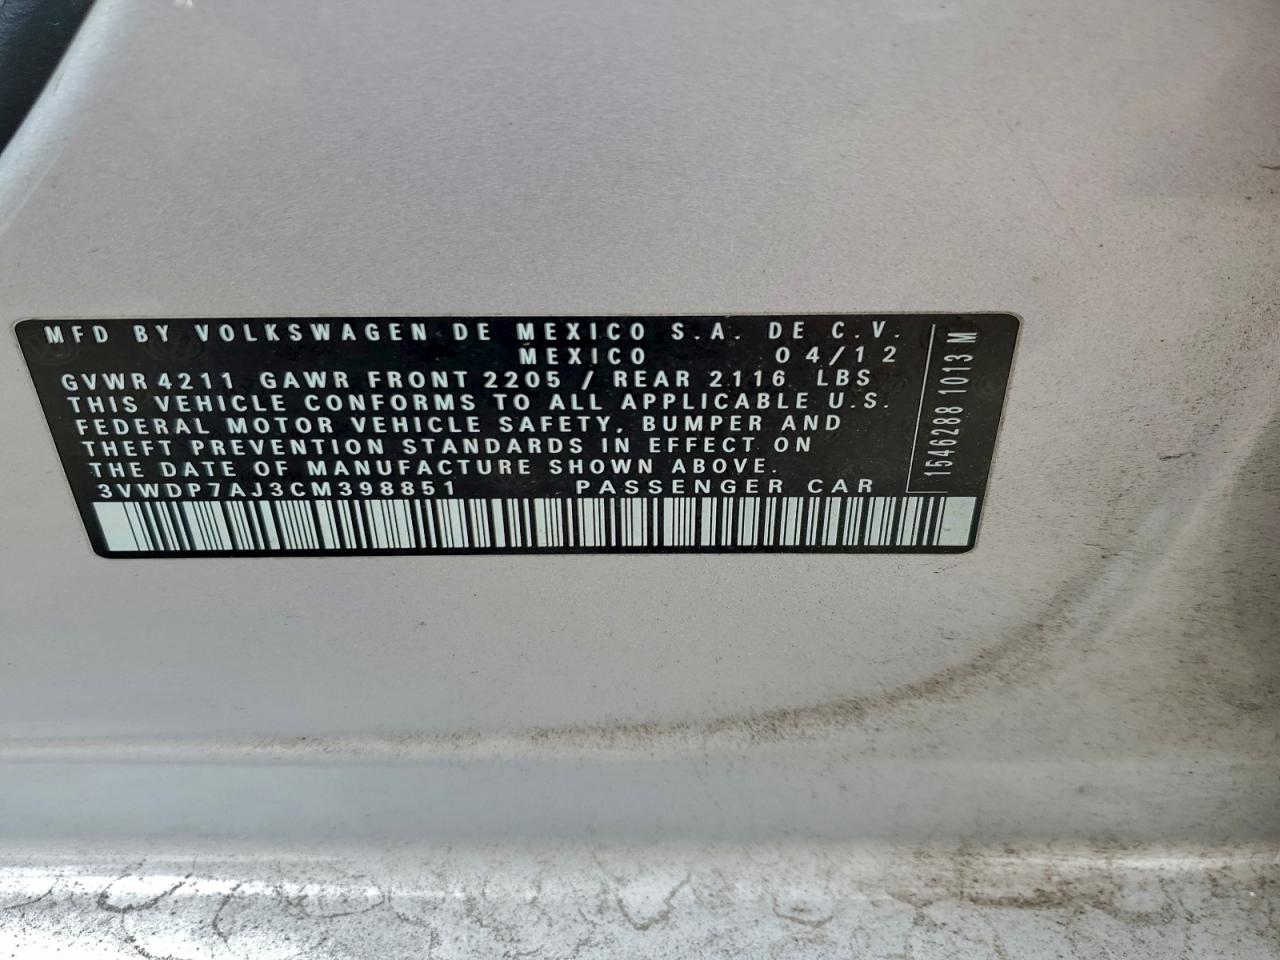 MFD BY VOLKSWAGEN DE MEXICO S.A. DE C.V.
MEXICO 04/12
GVWR 4211 GAWR FRONT 2205 / REAR 2116 LBS
THIS VEHICLE CONFORMS TO ALL APPLICABLE U.S.
FEDERAL MOTOR VEHICLE SAFETY, BUMPER AND
THEFT PREVENTION STANDARDS IN EFFECT ON
THE DATE OF MANUFACTURE SHOWN ABOVE.
3VWDP7AJ3CM398851 PASSENGER CAR
1546288 1013 M